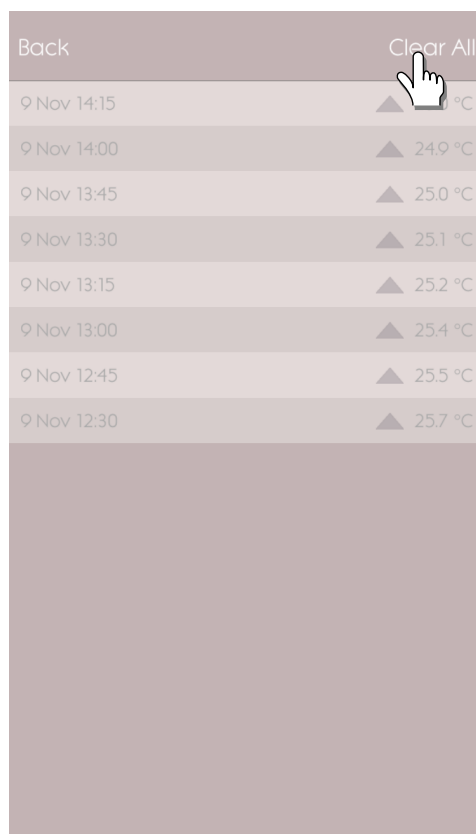 Back Clear All
9 Nov 14:15 °C
9 Nov 14:00 24.9 °C
9 Nov 13:45 25.0 °C
9 Nov 13:30 25.1 °C
9 Nov 13:15 25.2 °C
9 Nov 13:00 25.4 °C
9 Nov 12:45 25.5 °C
9 Nov 12:30 25.7 °C